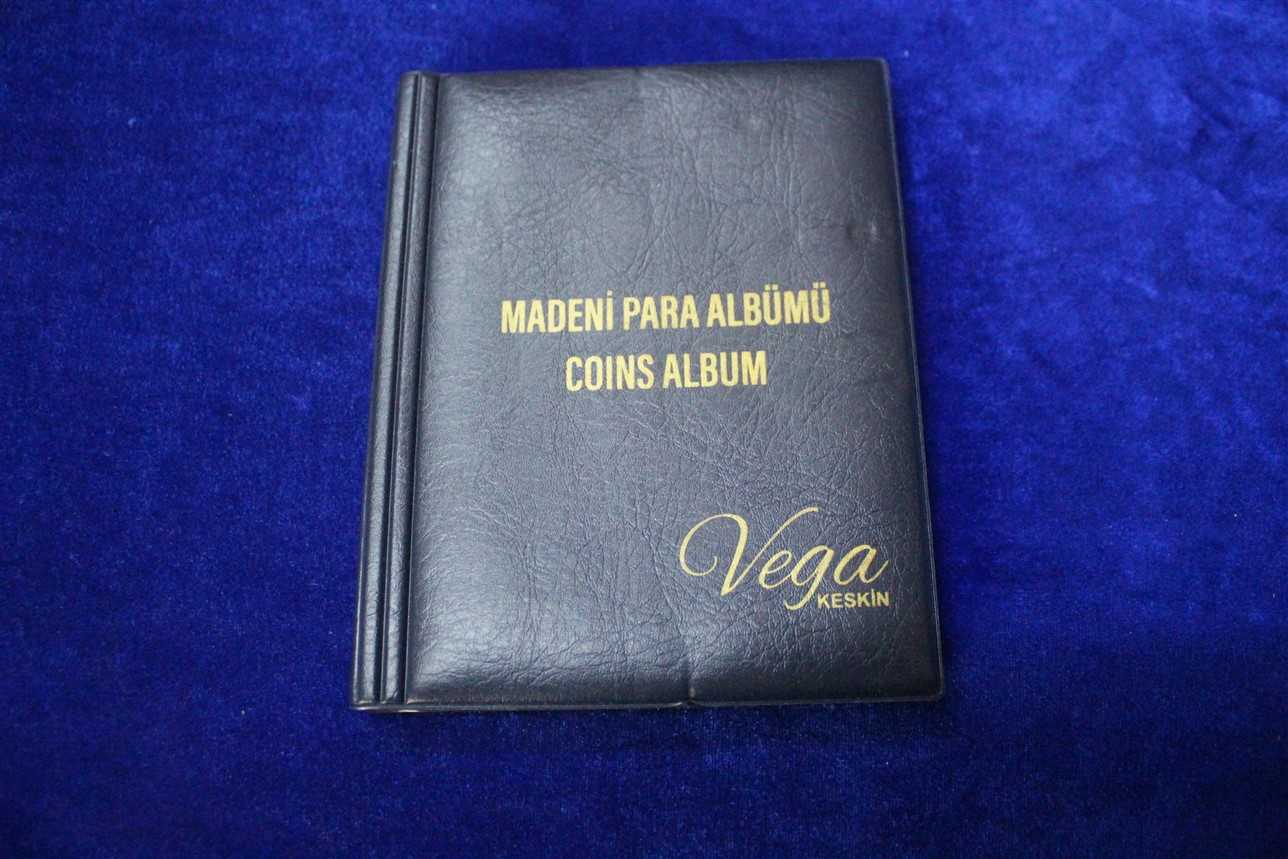 MADENİ PARA ALBÜMÜ
COINS ALBUM
Vega
KESKİN